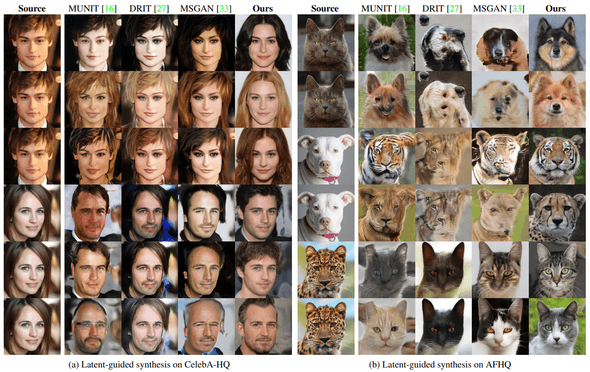 Source MUNIT [16] DRIT [27] MSGAN [33] Ours Source MUNIT [16] DRIT [27] MSGAN [33] Ours
(a) Latent-guided synthesis on CelebA-HQ (b) Latent-guided synthesis on AFHQ